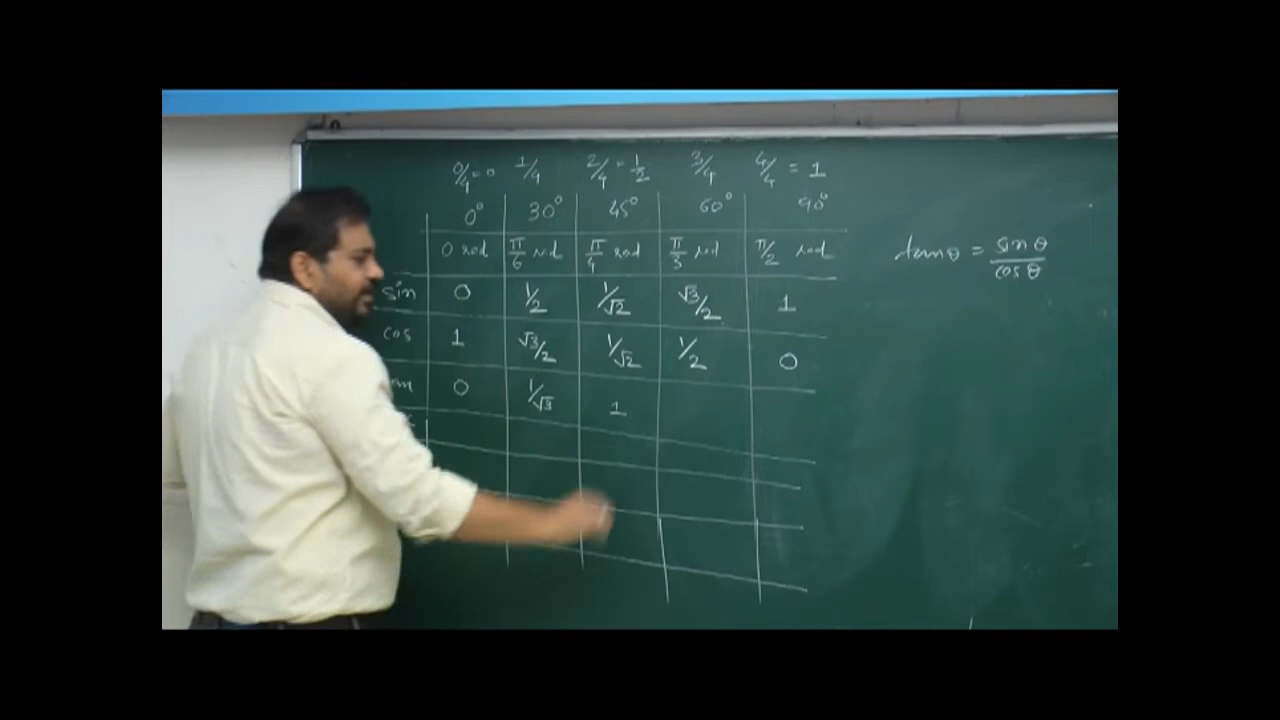 0/4=0 1/4 2/4=1/2 3/4 4/4 = 1
0° 30° 45° 60° 90°
0 rad π/6 rad π/4 rad π/3 rad π/2 rad
tanθ = sinθ/cosθ
sin 0 1/2 1/√2 √3/2 1
cos 1 √3/2 1/√2 1/2 0
0 1/√3 1